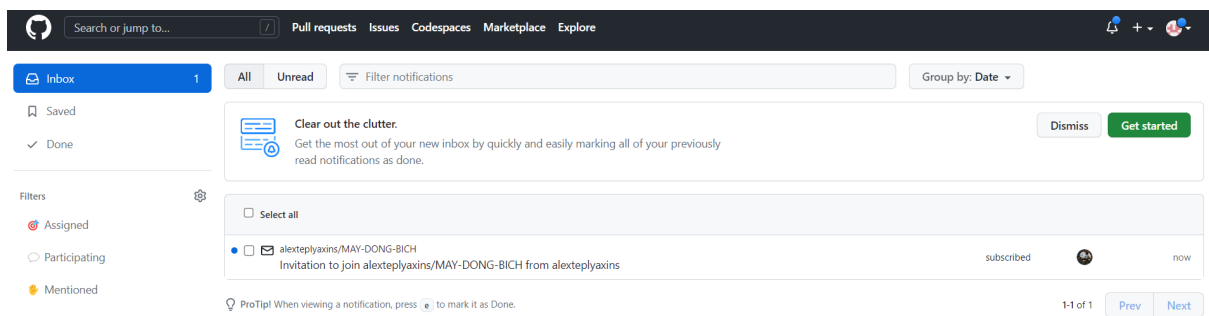 Search or jump to... / Pull requests Issues Codespaces Marketplace Explore
Inbox 1
All Unread Filter notifications Group by: Date
Saved
Done
Clear out the clutter.
Get the most out of your new inbox by quickly and easily marking all of your previously
read notifications as done.
Dismiss Get started
Filters
Assigned
Participating
Mentioned
Select all
alexteplyaxins/MAY-DONG-BICH
Invitation to join alexteplyaxins/MAY-DONG-BICH from alexteplyaxins
subscribed now
ProTip! When viewing a notification, press e to mark it as Done.
1-1 of 1 Prev Next